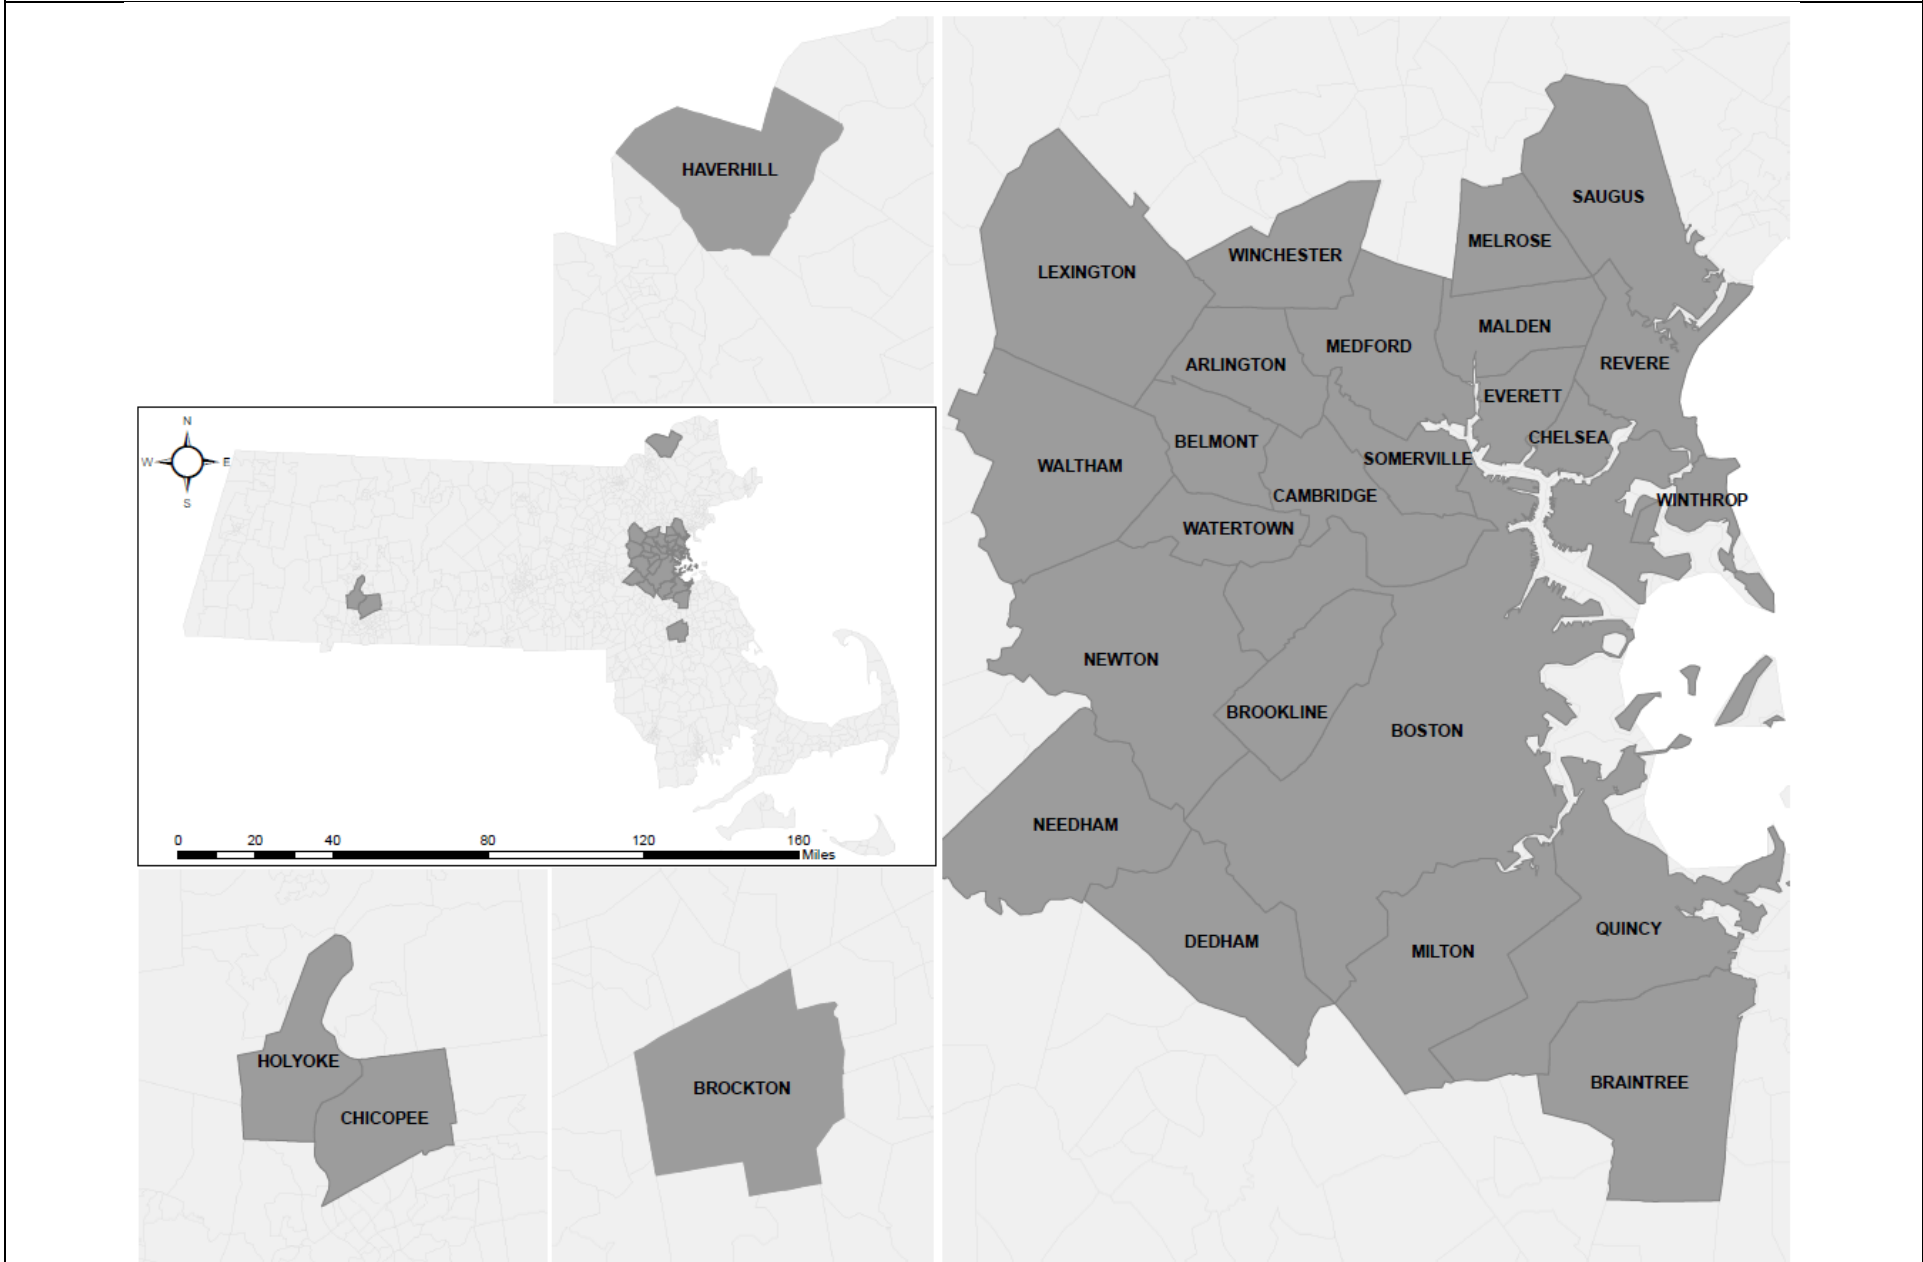 HAVERHILL
N
W
E
S
0 20 40 80 120 160
Miles
HOLYOKE
CHICOPEE
BROCKTON
SAUGUS
MELROSE
WINCHESTER
LEXINGTON
MALDEN
MEDFORD
REVERE
ARLINGTON
EVERETT
CHELSEA
BELMONT
SOMERVILLE
WALTHAM
CAMBRIDGE
WINTHROP
WATERTOWN
NEWTON
BROOKLINE
BOSTON
NEEDHAM
QUINCY
DEDHAM
MILTON
BRAINTREE